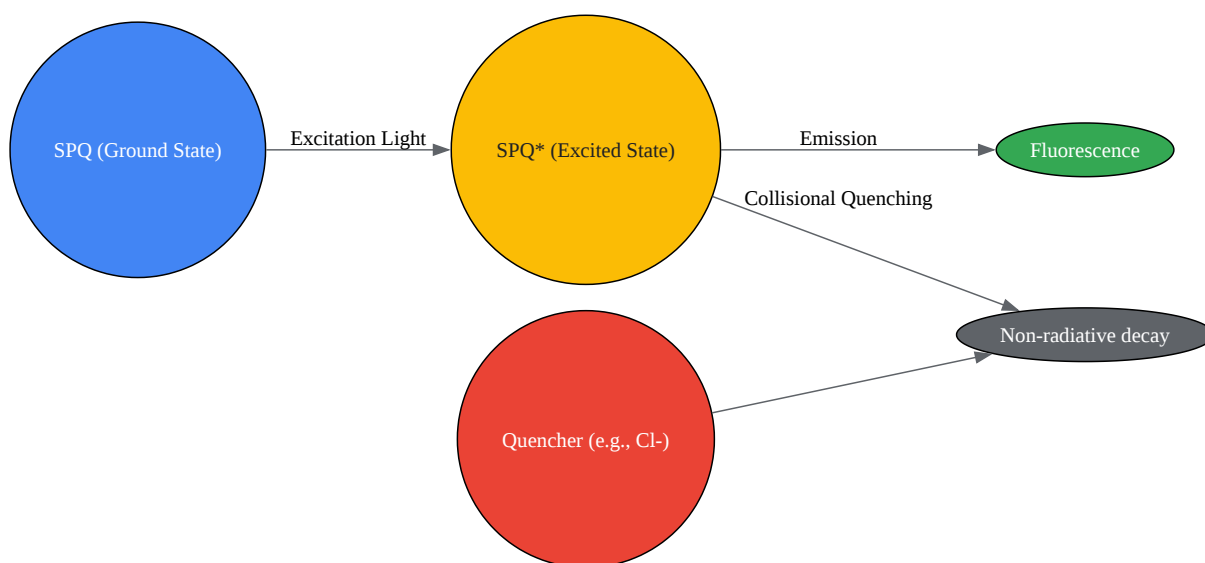 SPQ (Ground State)
Excitation Light
SPQ* (Excited State)
Emission
Fluorescence
Collisional Quenching
Non-radiative decay
Quencher (e.g., Cl-)